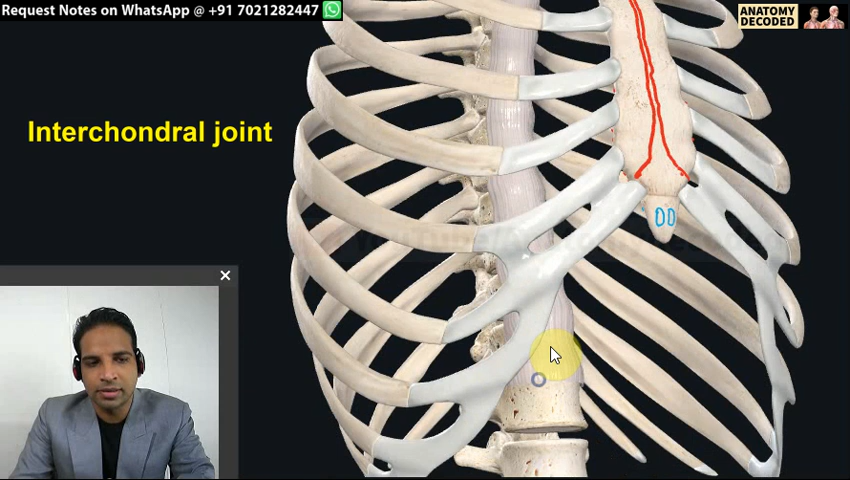 Request Notes on WhatsApp @ +91 7021282447
ANATOMY
DECODED
Interchondral joint